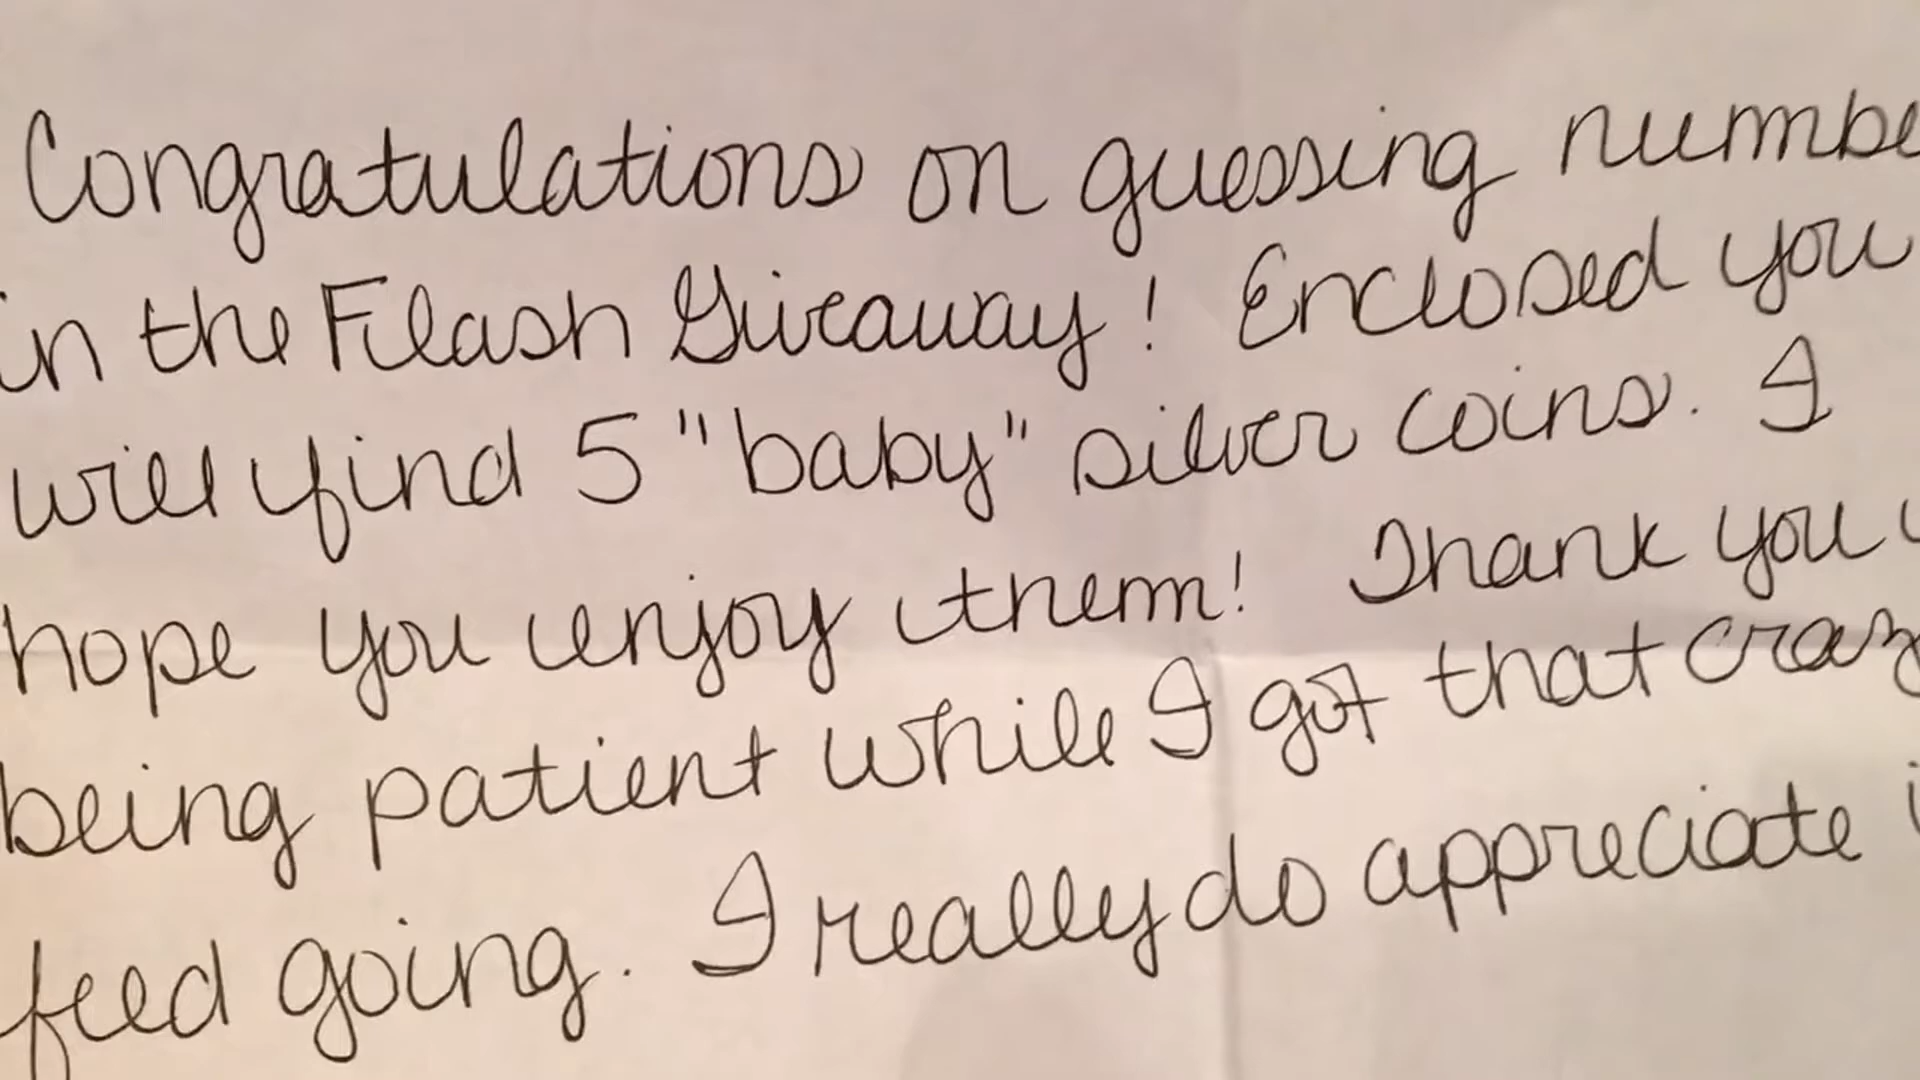 Congratulations on guessing numbe
in the Flash Giveaway! Enclosed you
will find 5 "baby" silver coins. I
hope you enjoy them! Thank you
being patient while I got that craz
feed going. I really do appreciate i